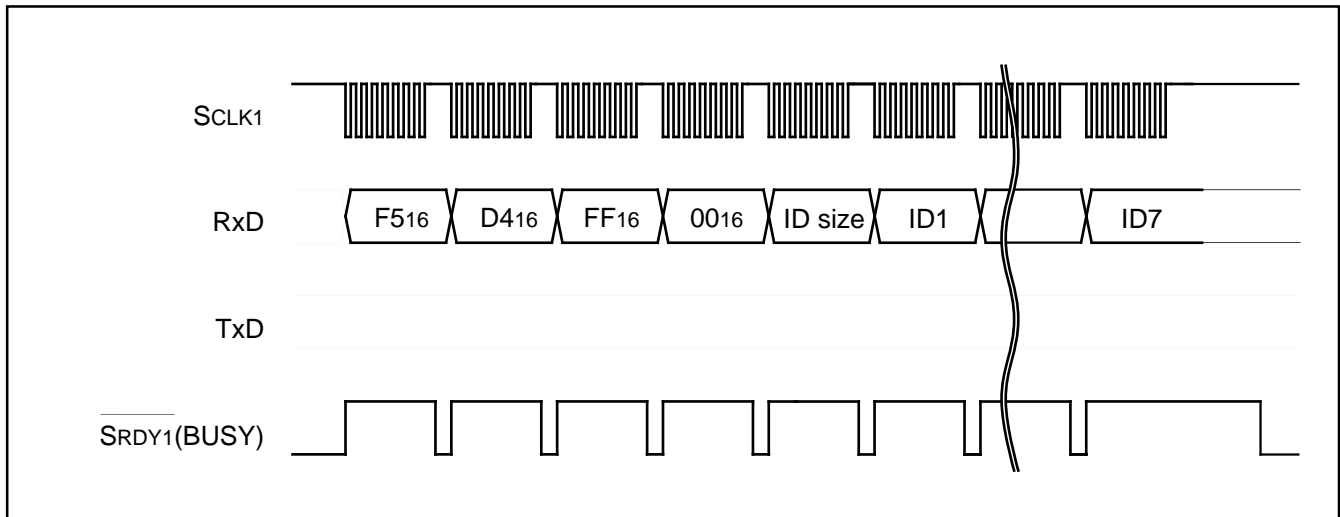 SCLK1
RxD
F516 D416 FF16 0016 ID size ID1 ID7
TxD
SRDY1(BUSY)